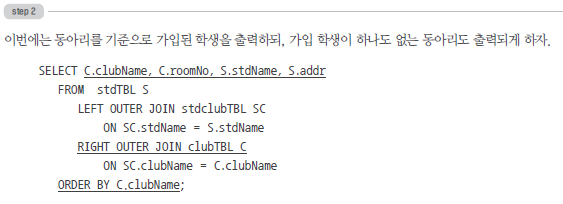 step 2
이번에는 동아리를 기준으로 가입된 학생을 출력하되, 가입 학생이 하나도 없는 동아리도 출력되게 하자.
SELECT C.clubName, C.roomNo, S.stdName, S.addr
FROM stdTBL S
LEFT OUTER JOIN stdclubTBL SC
ON SC.stdName = S.stdName
RIGHT OUTER JOIN clubTBL C
ON SC.clubName = C.clubName
ORDER BY C.clubName;